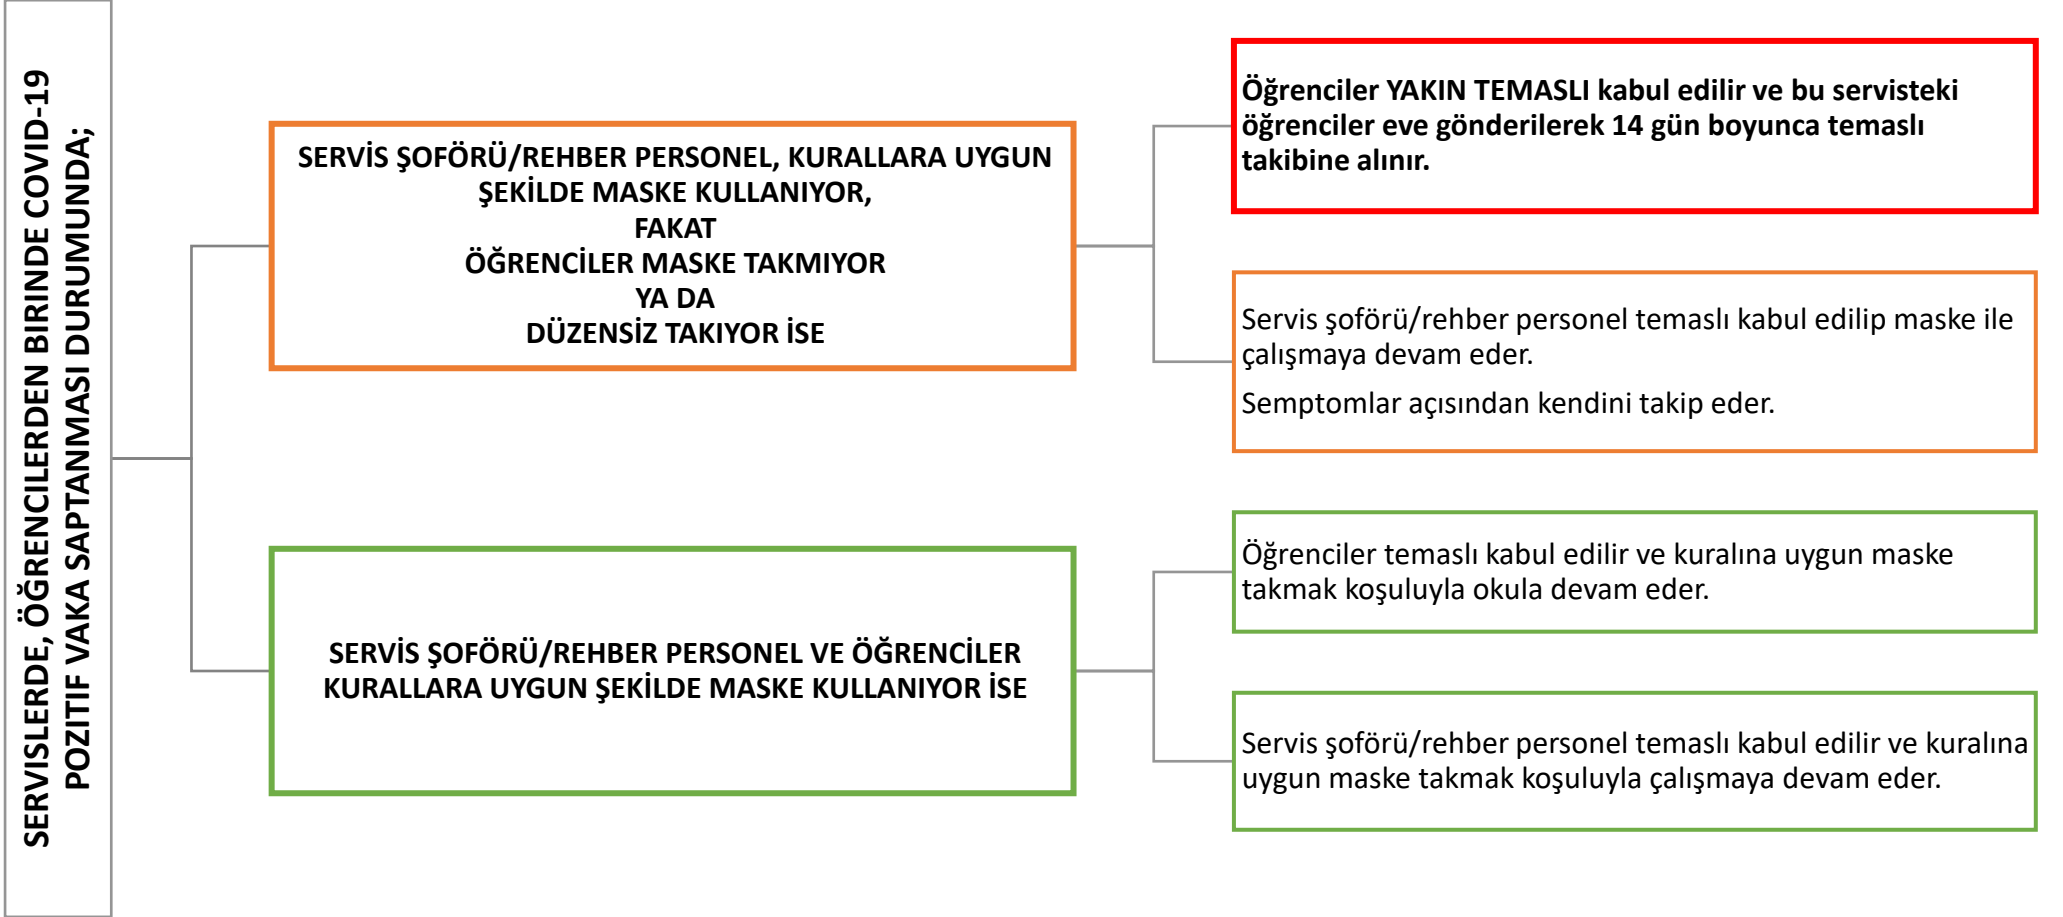 SERVISLERDE, ÖĞRENCILERDEN BIRINDE COVID-19
POZITIF VAKA SAPTANMASI DURUMUNDA;
SERVİS ŞOFÖRÜ/REHBER PERSONEL, KURALLARA UYGUN
ŞEKİLDE MASKE KULLANIYOR,
FAKAT
ÖĞRENCİLER MASKE TAKMIYOR
YA DA
DÜZENSİZ TAKIYOR İSE
Öğrenciler YAKIN TEMASLI kabul edilir ve bu servisteki
öğrenciler eve gönderilerek 14 gün boyunca temaslı
takibine alınır.
Servis şoförü/rehber personel temaslı kabul edilip maske ile
çalışmaya devam eder.
Semptomlar açısından kendini takip eder.
SERVİS ŞOFÖRÜ/REHBER PERSONEL VE ÖĞRENCİLER
KURALLARA UYGUN ŞEKİLDE MASKE KULLANIYOR İSE
Öğrenciler temaslı kabul edilir ve kuralına uygun maske
takmak koşuluyla okula devam eder.
Servis şoförü/rehber personel temaslı kabul edilir ve kuralına
uygun maske takmak koşuluyla çalışmaya devam eder.